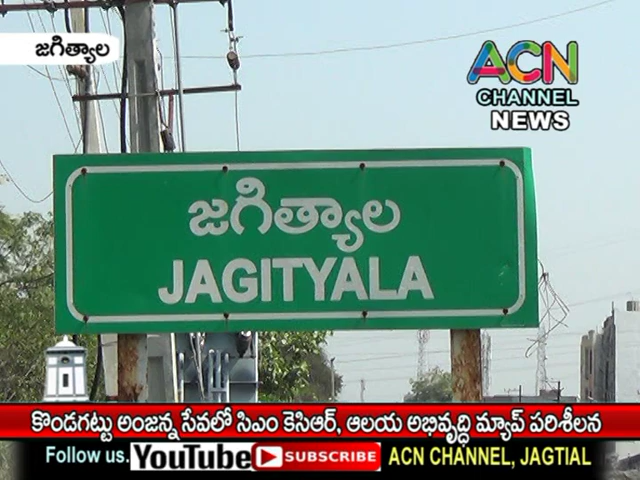 జగిత్యాల
ACN
CHANNEL
NEWS
జగిత్యాల
JAGITYALA
కొండగట్టు అంజన్న సేవలో సిఎం కెసిఆర్, ఆలయ అభివృద్ధి మ్యాప్ పరిశీలన
Follow us. YouTube SUBSCRIBE ACN CHANNEL, JAGTIAL